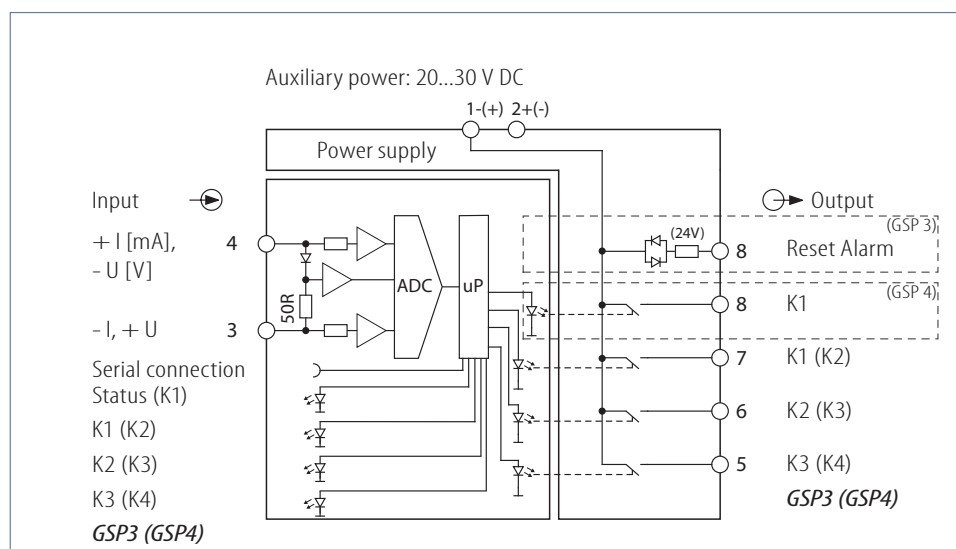 Auxiliary power: 20...30 V DC
1-(+) 2+(-)
Power supply
Input
Output
(GSP 3)
+ I [mA],
- U [V]
4
(24V)
8
Reset Alarm
ADC
uP
50R
(GSP 4)
8
K1
- I, + U
3
7
K1 (K2)
Serial connection
Status (K1)
K1 (K2)
6
K2 (K3)
K2 (K3)
5
K3 (K4)
K3 (K4)
GSP3 (GSP4)
GSP3 (GSP4)